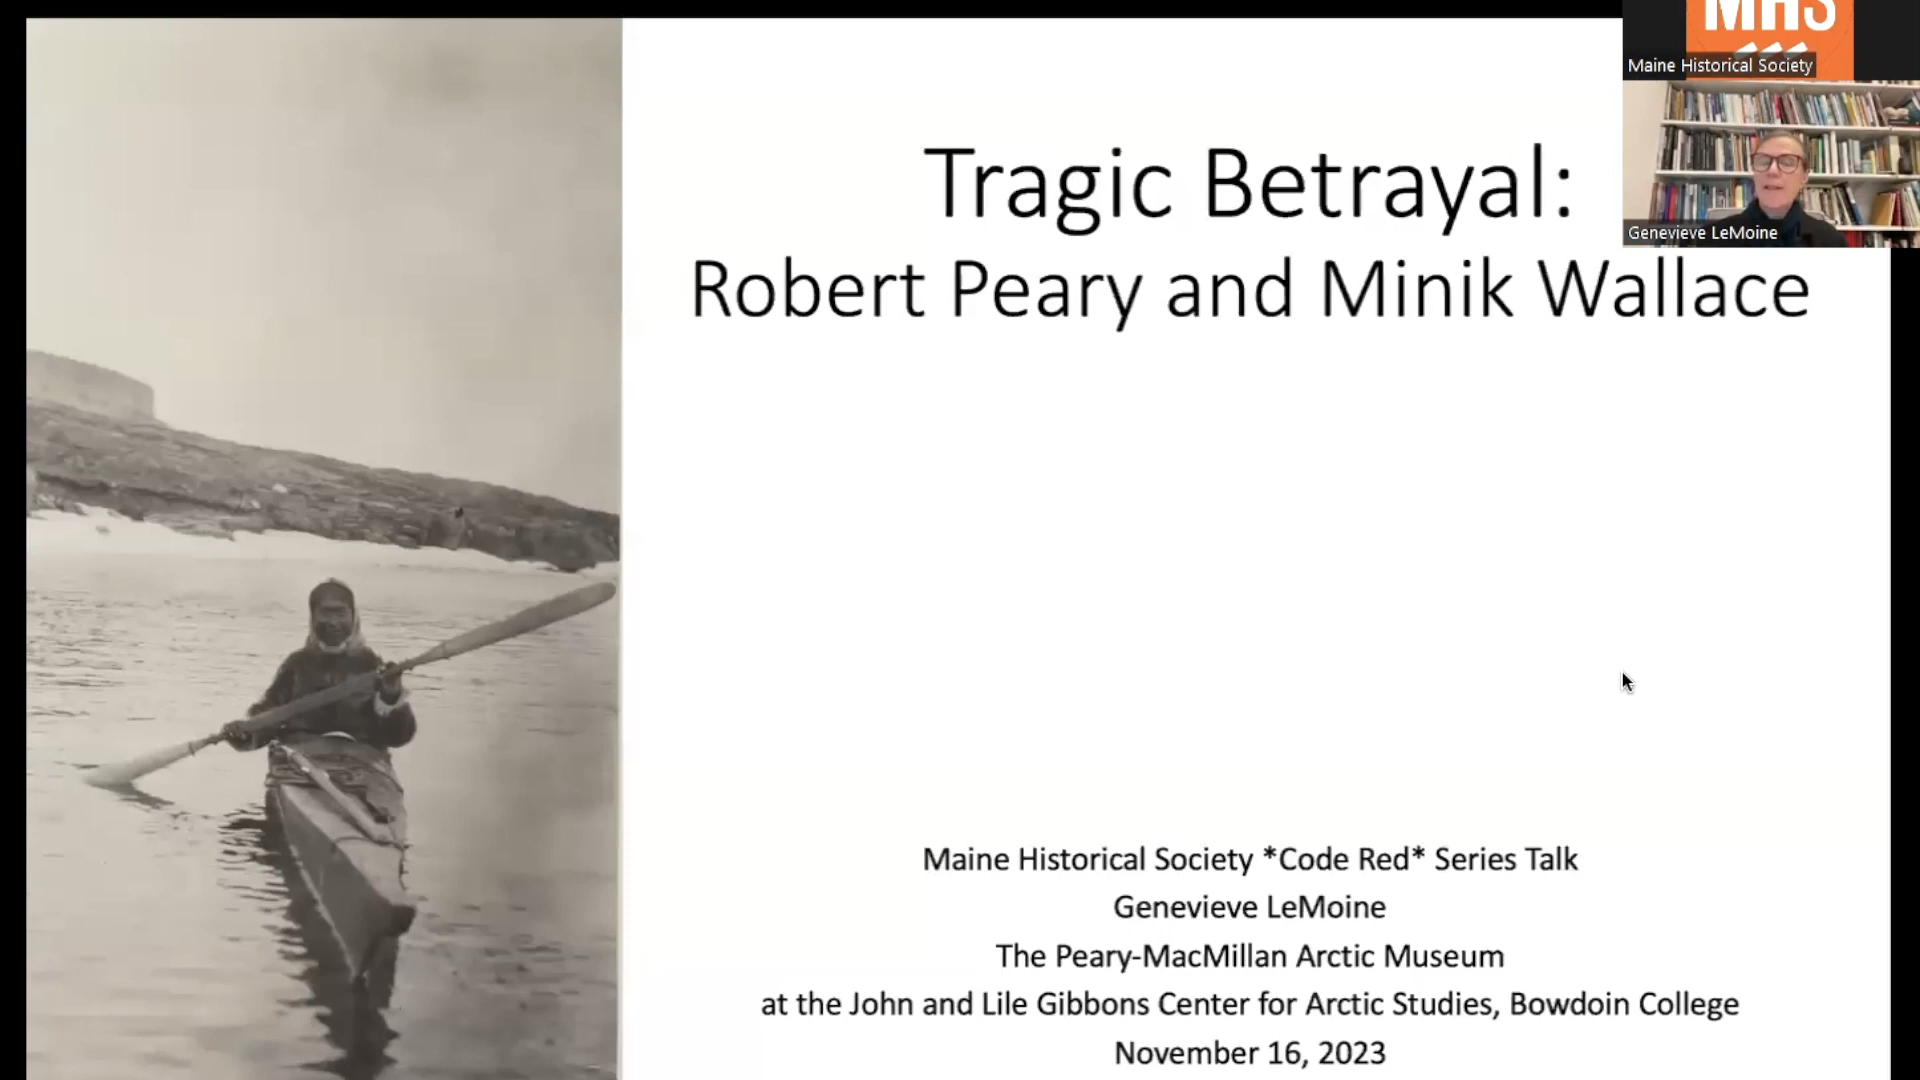 MHS
Maine Historical Society
Genevieve LeMoine
Tragic Betrayal:
Robert Peary and Minik Wallace
Maine Historical Society *Code Red* Series Talk
Genevieve LeMoine
The Peary-MacMillan Arctic Museum
at the John and Lile Gibbons Center for Arctic Studies, Bowdoin College
November 16, 2023